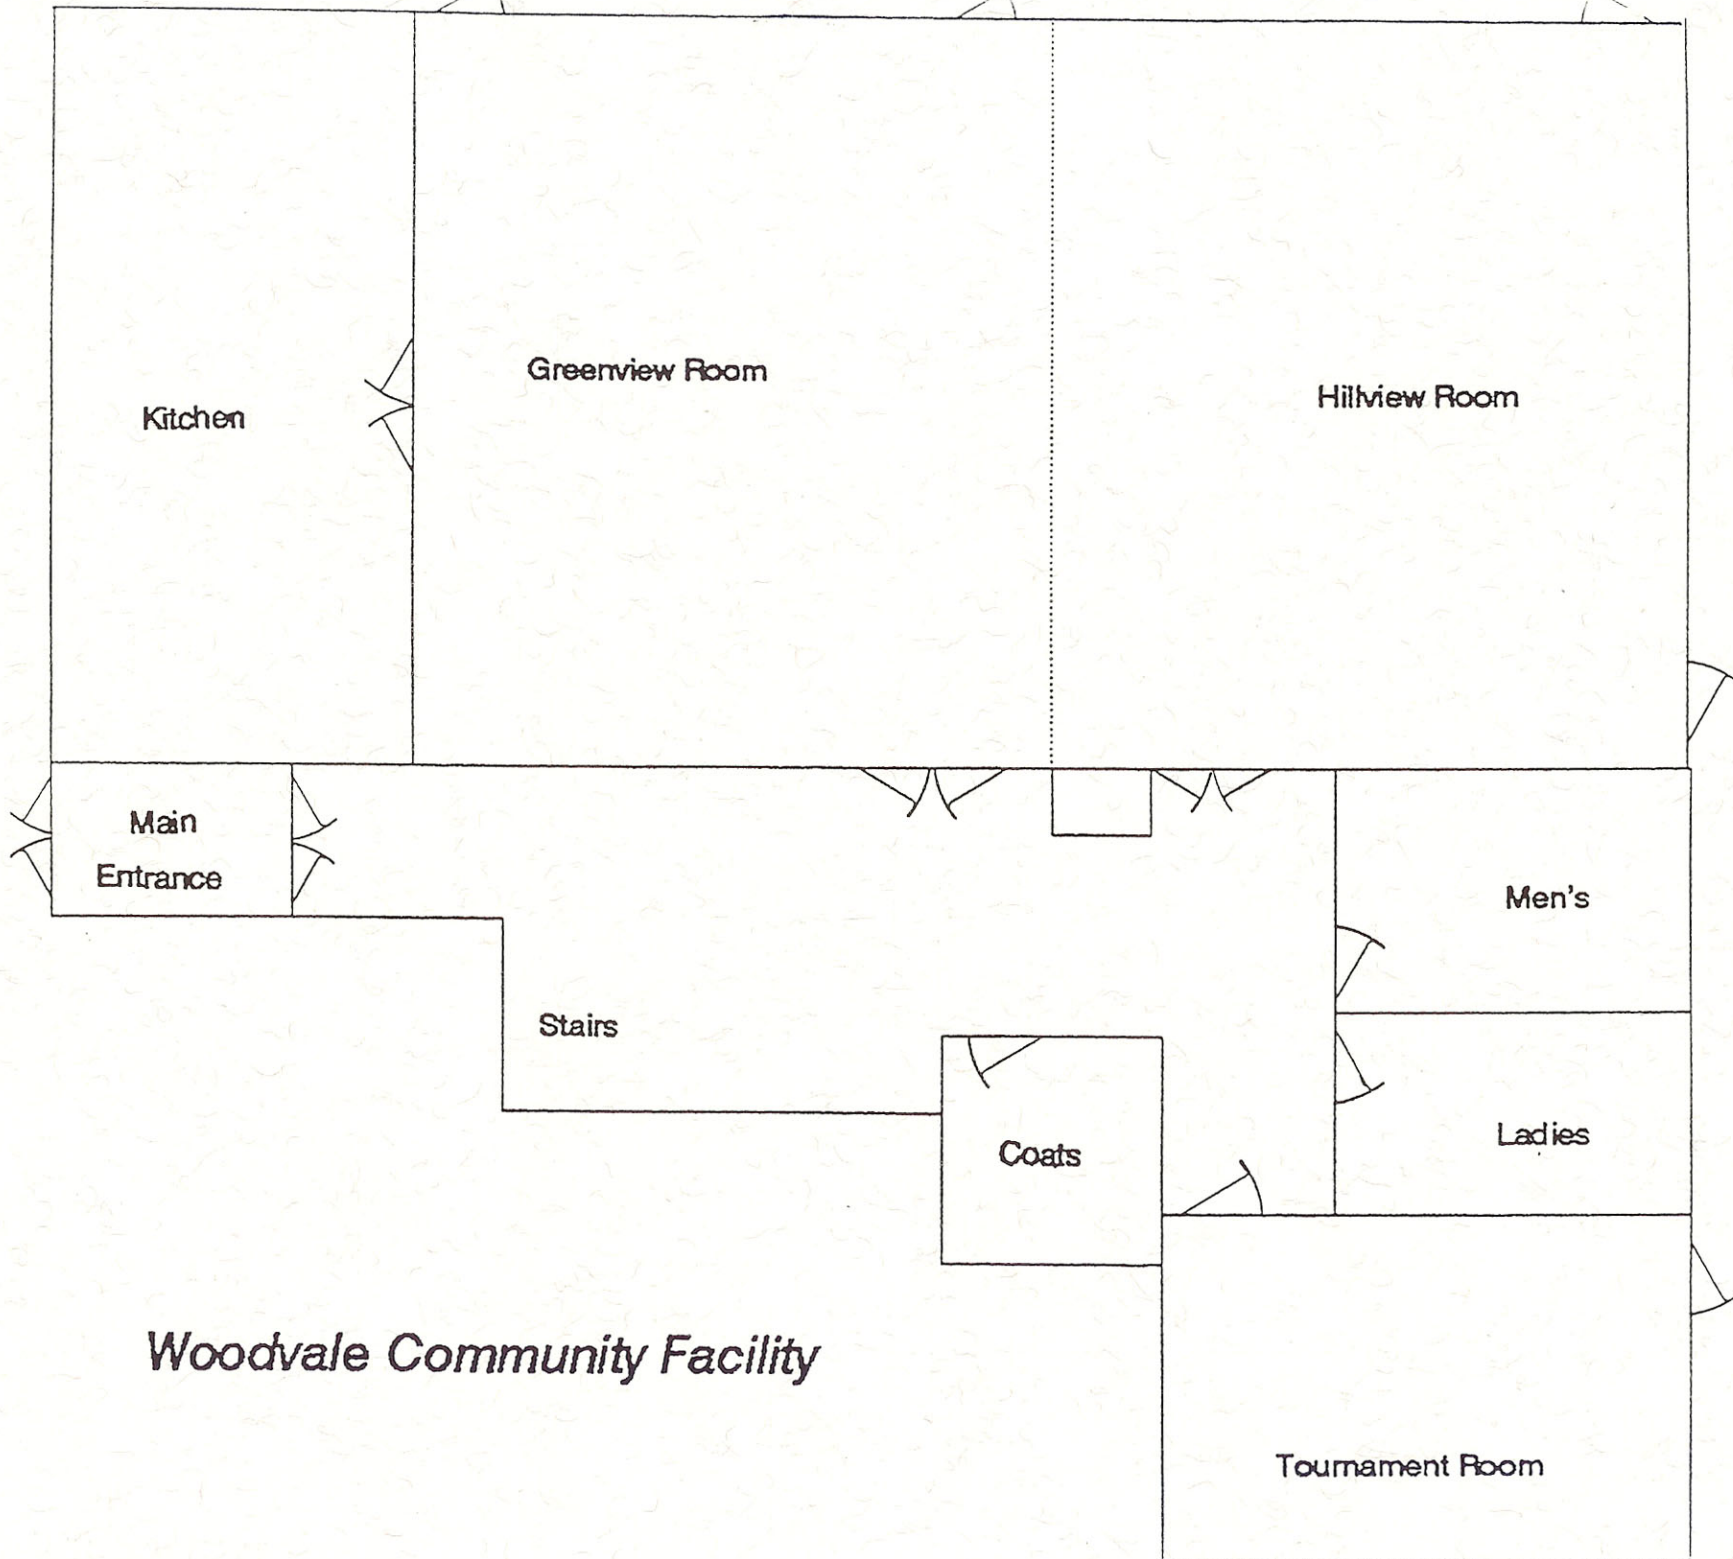 Greenview Room
Hillview Room
Kitchen
Main
Entrance
Men's
Stairs
Ladies
Coats
Woodvale Community Facility
Tournament Room